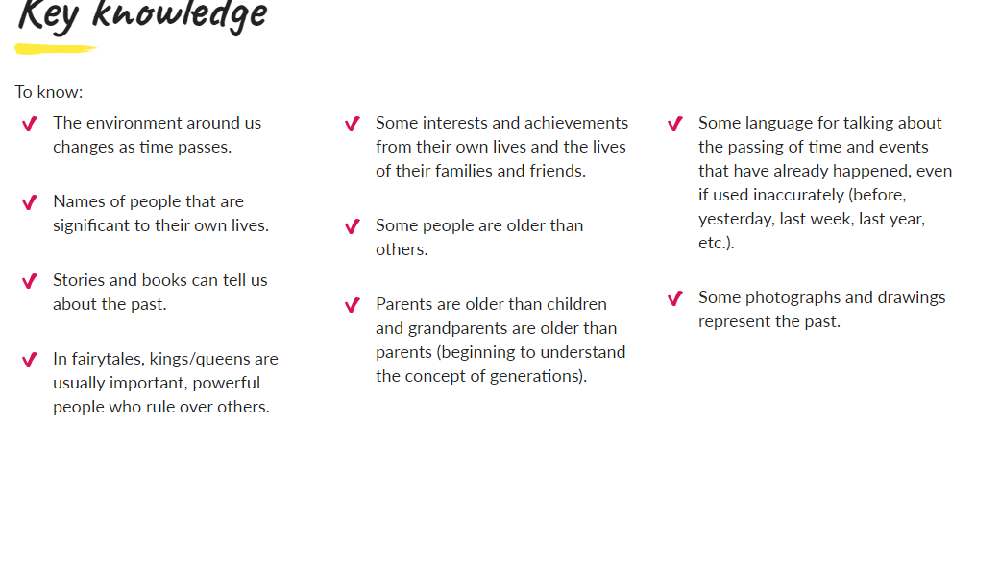 Key knowledge
To know:
The environment around us
changes as time passes.
Names of people that are
significant to their own lives.
Stories and books can tell us
about the past.
In fairytales, kings/queens are
usually important, powerful
people who rule over others.
Some interests and achievements
from their own lives and the lives
of their families and friends.
Some people are older than
others.
Parents are older than children
and grandparents are older than
parents (beginning to understand
the concept of generations).
Some language for talking about
the passing of time and events
that have already happened, even
if used inaccurately (before,
yesterday, last week, last year,
etc.).
Some photographs and drawings
represent the past.